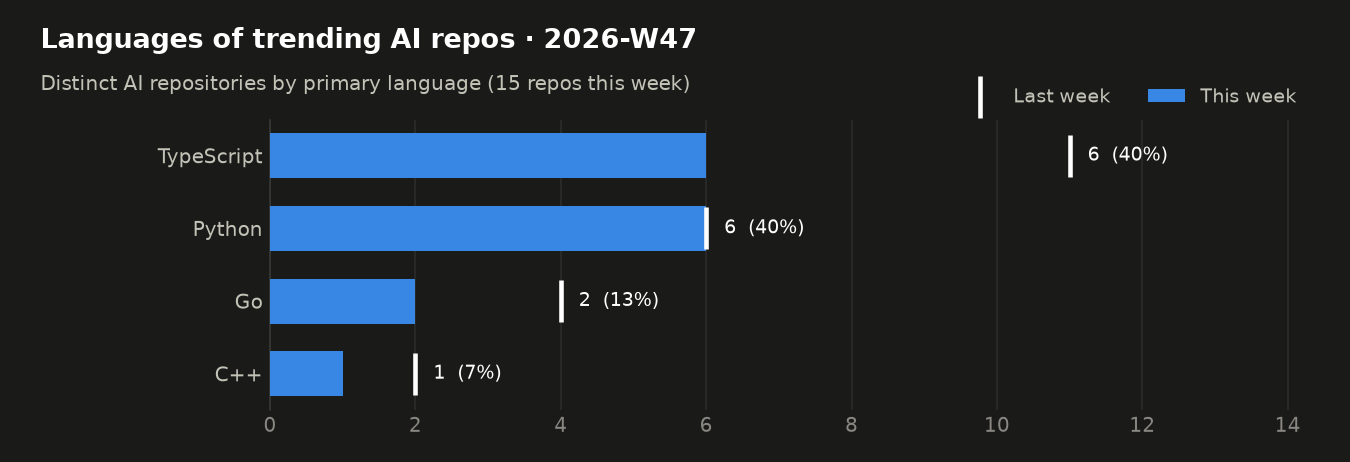 Languages of trending AI repos · 2026-W47
Distinct AI repositories by primary language (15 repos this week)
Last week
This week
TypeScript
6 (40%)
Python
6 (40%)
Go
2 (13%)
C++
1 (7%)
0 2 4 6 8 10 12 14